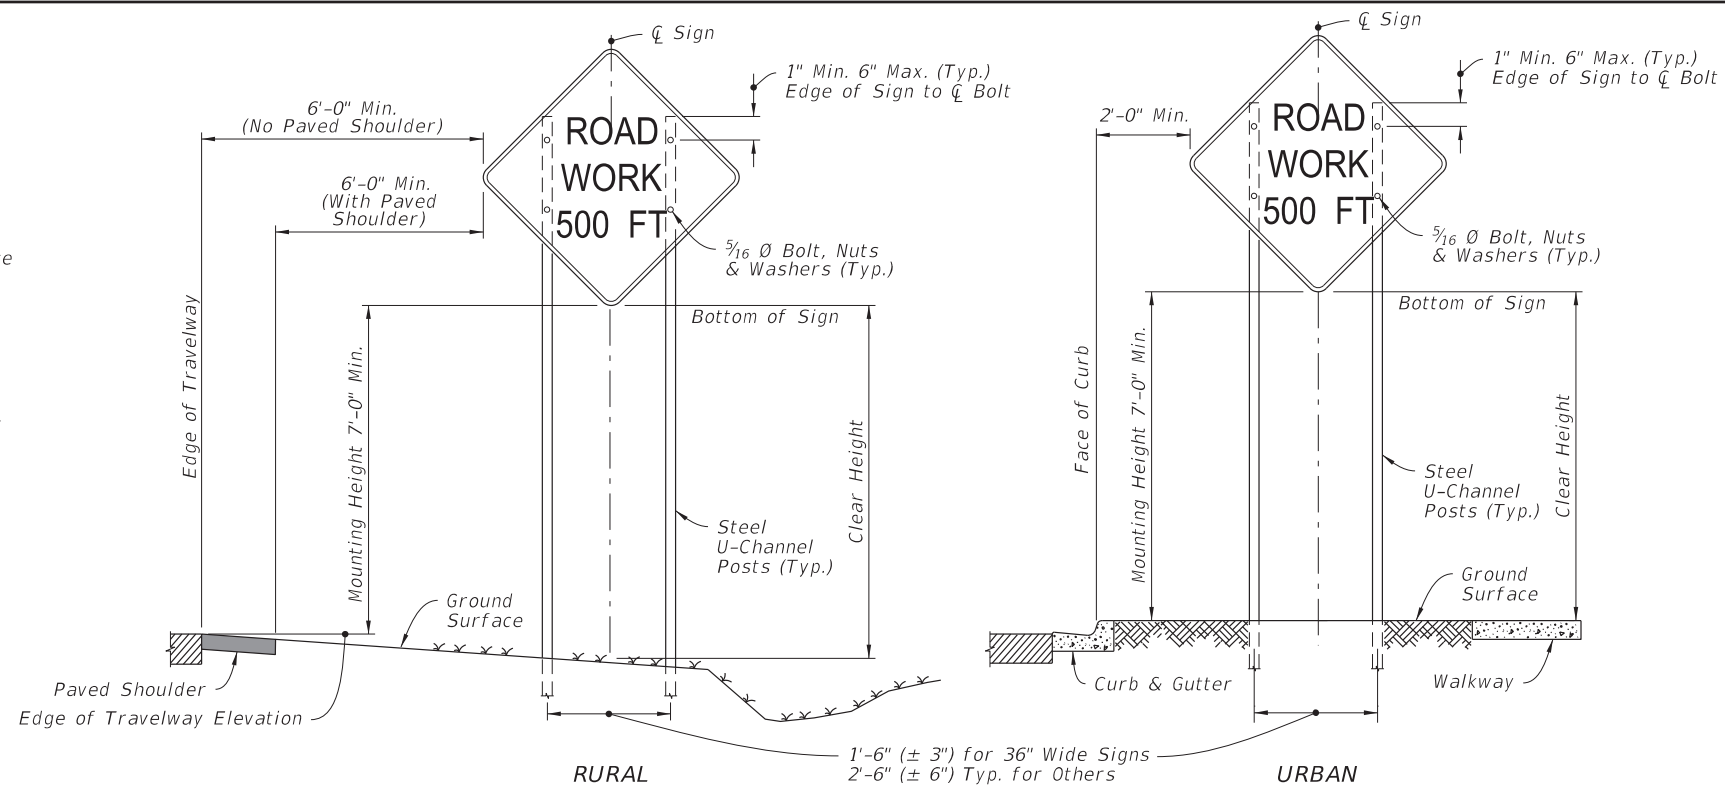 ℄ Sign
1" Min. 6" Max. (Typ.)
Edge of Sign to ℄ Bolt
6'-0" Min.
(No Paved Shoulder)
6'-0" Min.
(With Paved
Shoulder)
ROAD
WORK
500 FT
5/16 Ø Bolt, Nuts
& Washers (Typ.)
Bottom of Sign
Edge of Travelway
Mounting Height 7'-0" Min.
Clear Height
Steel
U-Channel
Posts (Typ.)
Ground
Surface
Paved Shoulder
Edge of Travelway Elevation
RURAL
1'-6" (± 3") for 36" Wide Signs
2'-6" (± 6") Typ. for Others
℄ Sign
1" Min. 6" Max. (Typ.)
Edge of Sign to ℄ Bolt
2'-0" Min.
ROAD
WORK
500 FT
5/16 Ø Bolt, Nuts
& Washers (Typ.)
Bottom of Sign
Face of Curb
Mounting Height 7'-0" Min.
Clear Height
Steel
U-Channel
Posts (Typ.)
Ground
Surface
Curb & Gutter
Walkway
URBAN